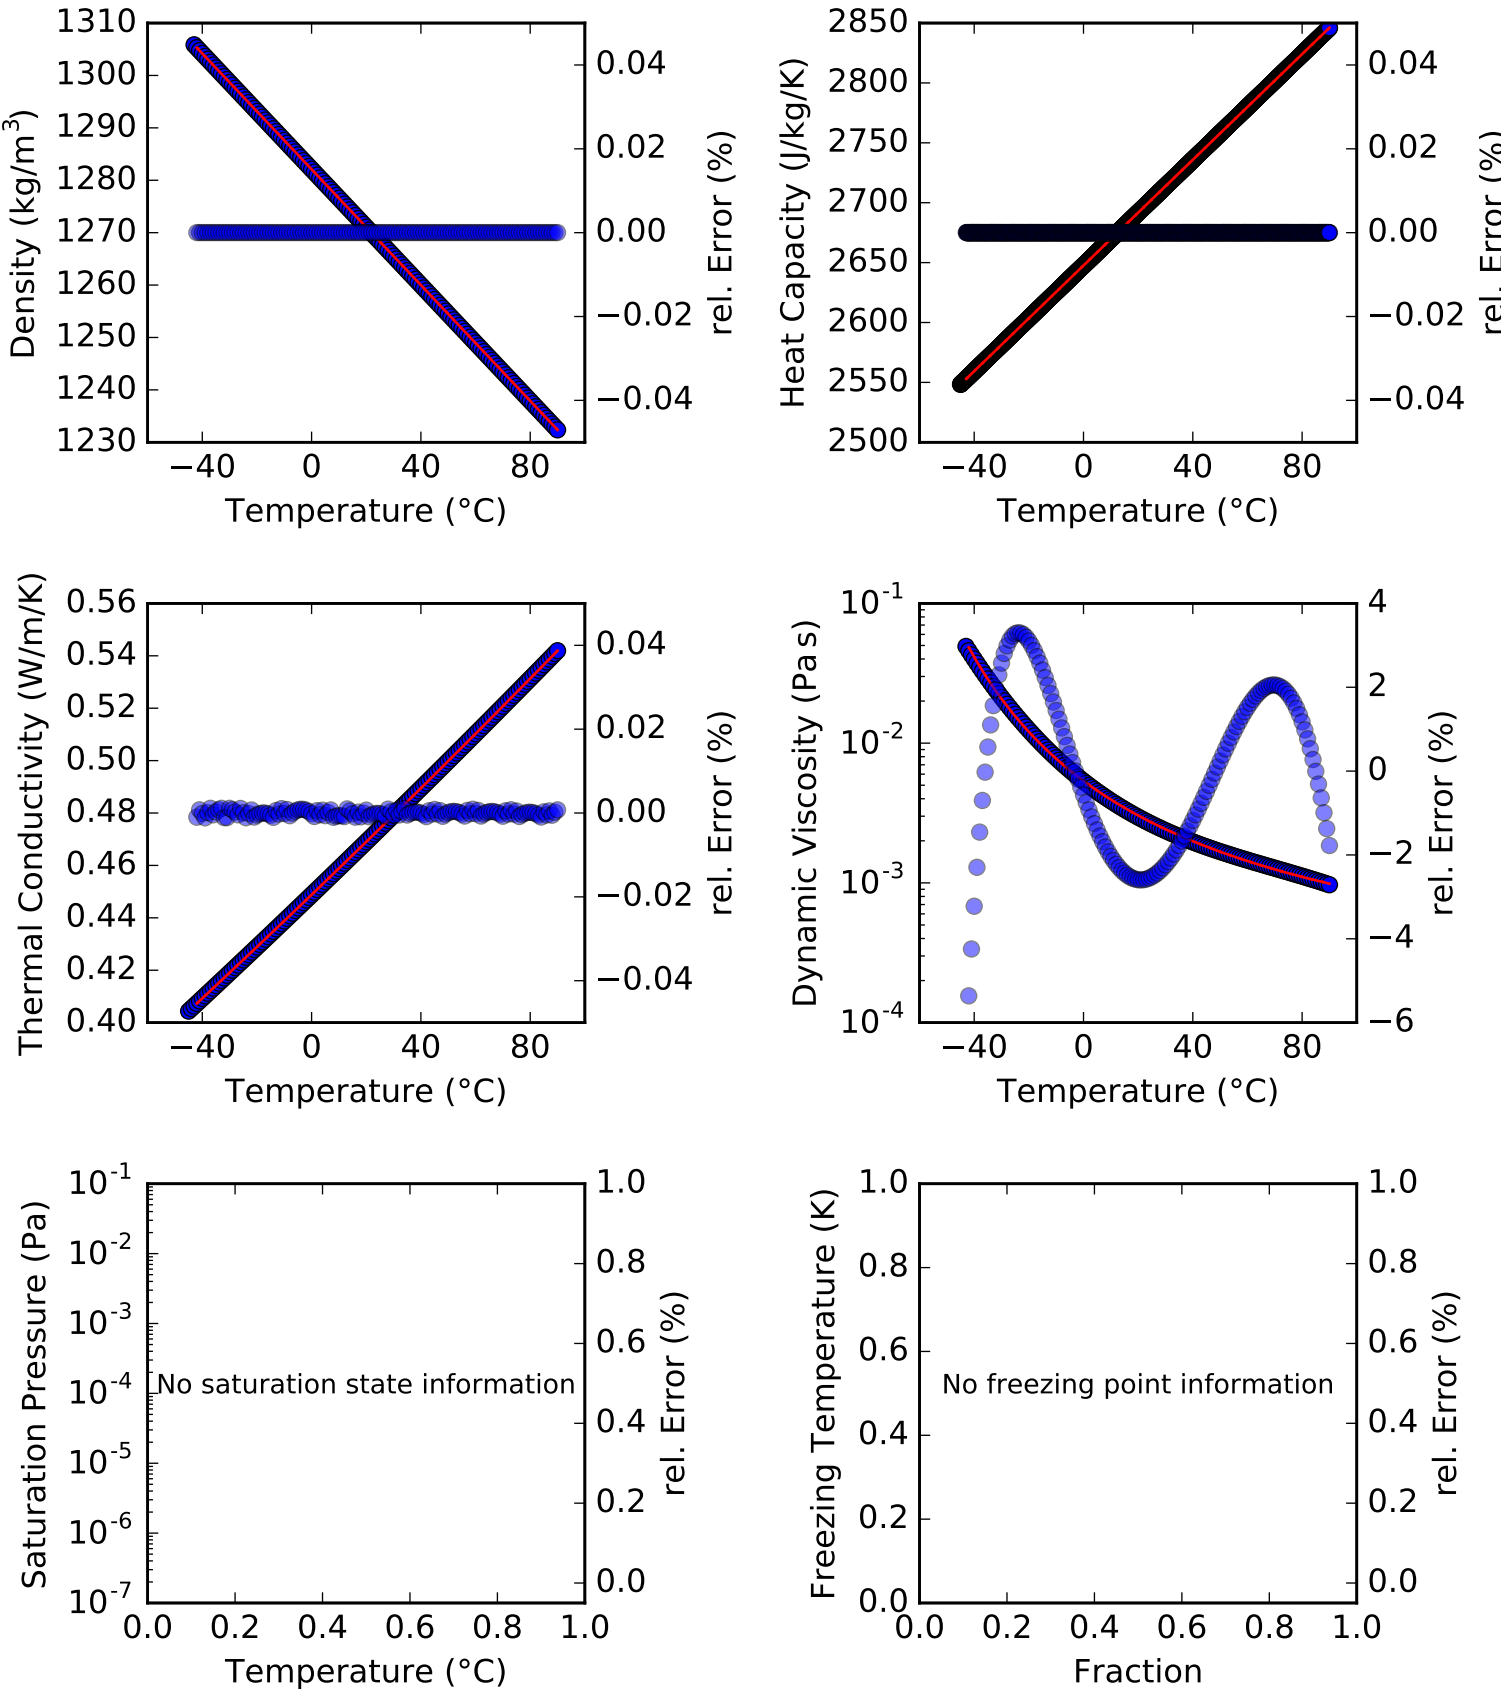 1310
1300
1290
1280
1270
1260
1250
1240
1230
Density (kg/m³)
0.04
0.02
0.00
−0.02
−0.04
rel. Error (%)
−40 0 40 80
Temperature (°C)
2850
2800
2750
2700
2650
2600
2550
2500
Heat Capacity (J/kg/K)
0.04
0.02
0.00
−0.02
−0.04
rel. Error (%)
−40 0 40 80
Temperature (°C)
0.56
0.54
0.52
0.50
0.48
0.46
0.44
0.42
0.40
Thermal Conductivity (W/m/K)
0.04
0.02
0.00
−0.02
−0.04
rel. Error (%)
−40 0 40 80
Temperature (°C)
10⁻¹
10⁻²
10⁻³
10⁻⁴
Dynamic Viscosity (Pa s)
4
2
0
−2
−4
−6
rel. Error (%)
−40 0 40 80
Temperature (°C)
10⁻¹
10⁻²
10⁻³
10⁻⁴
10⁻⁵
10⁻⁶
10⁻⁷
Saturation Pressure (Pa)
No saturation state information
1.0
0.8
0.6
0.4
0.2
0.0
rel. Error (%)
0.0 0.2 0.4 0.6 0.8 1.0
Temperature (°C)
1.0
0.8
0.6
0.4
0.2
0.0
Freezing Temperature (K)
No freezing point information
1.0
0.8
0.6
0.4
0.2
0.0
rel. Error (%)
0.0 0.2 0.4 0.6 0.8 1.0
Fraction